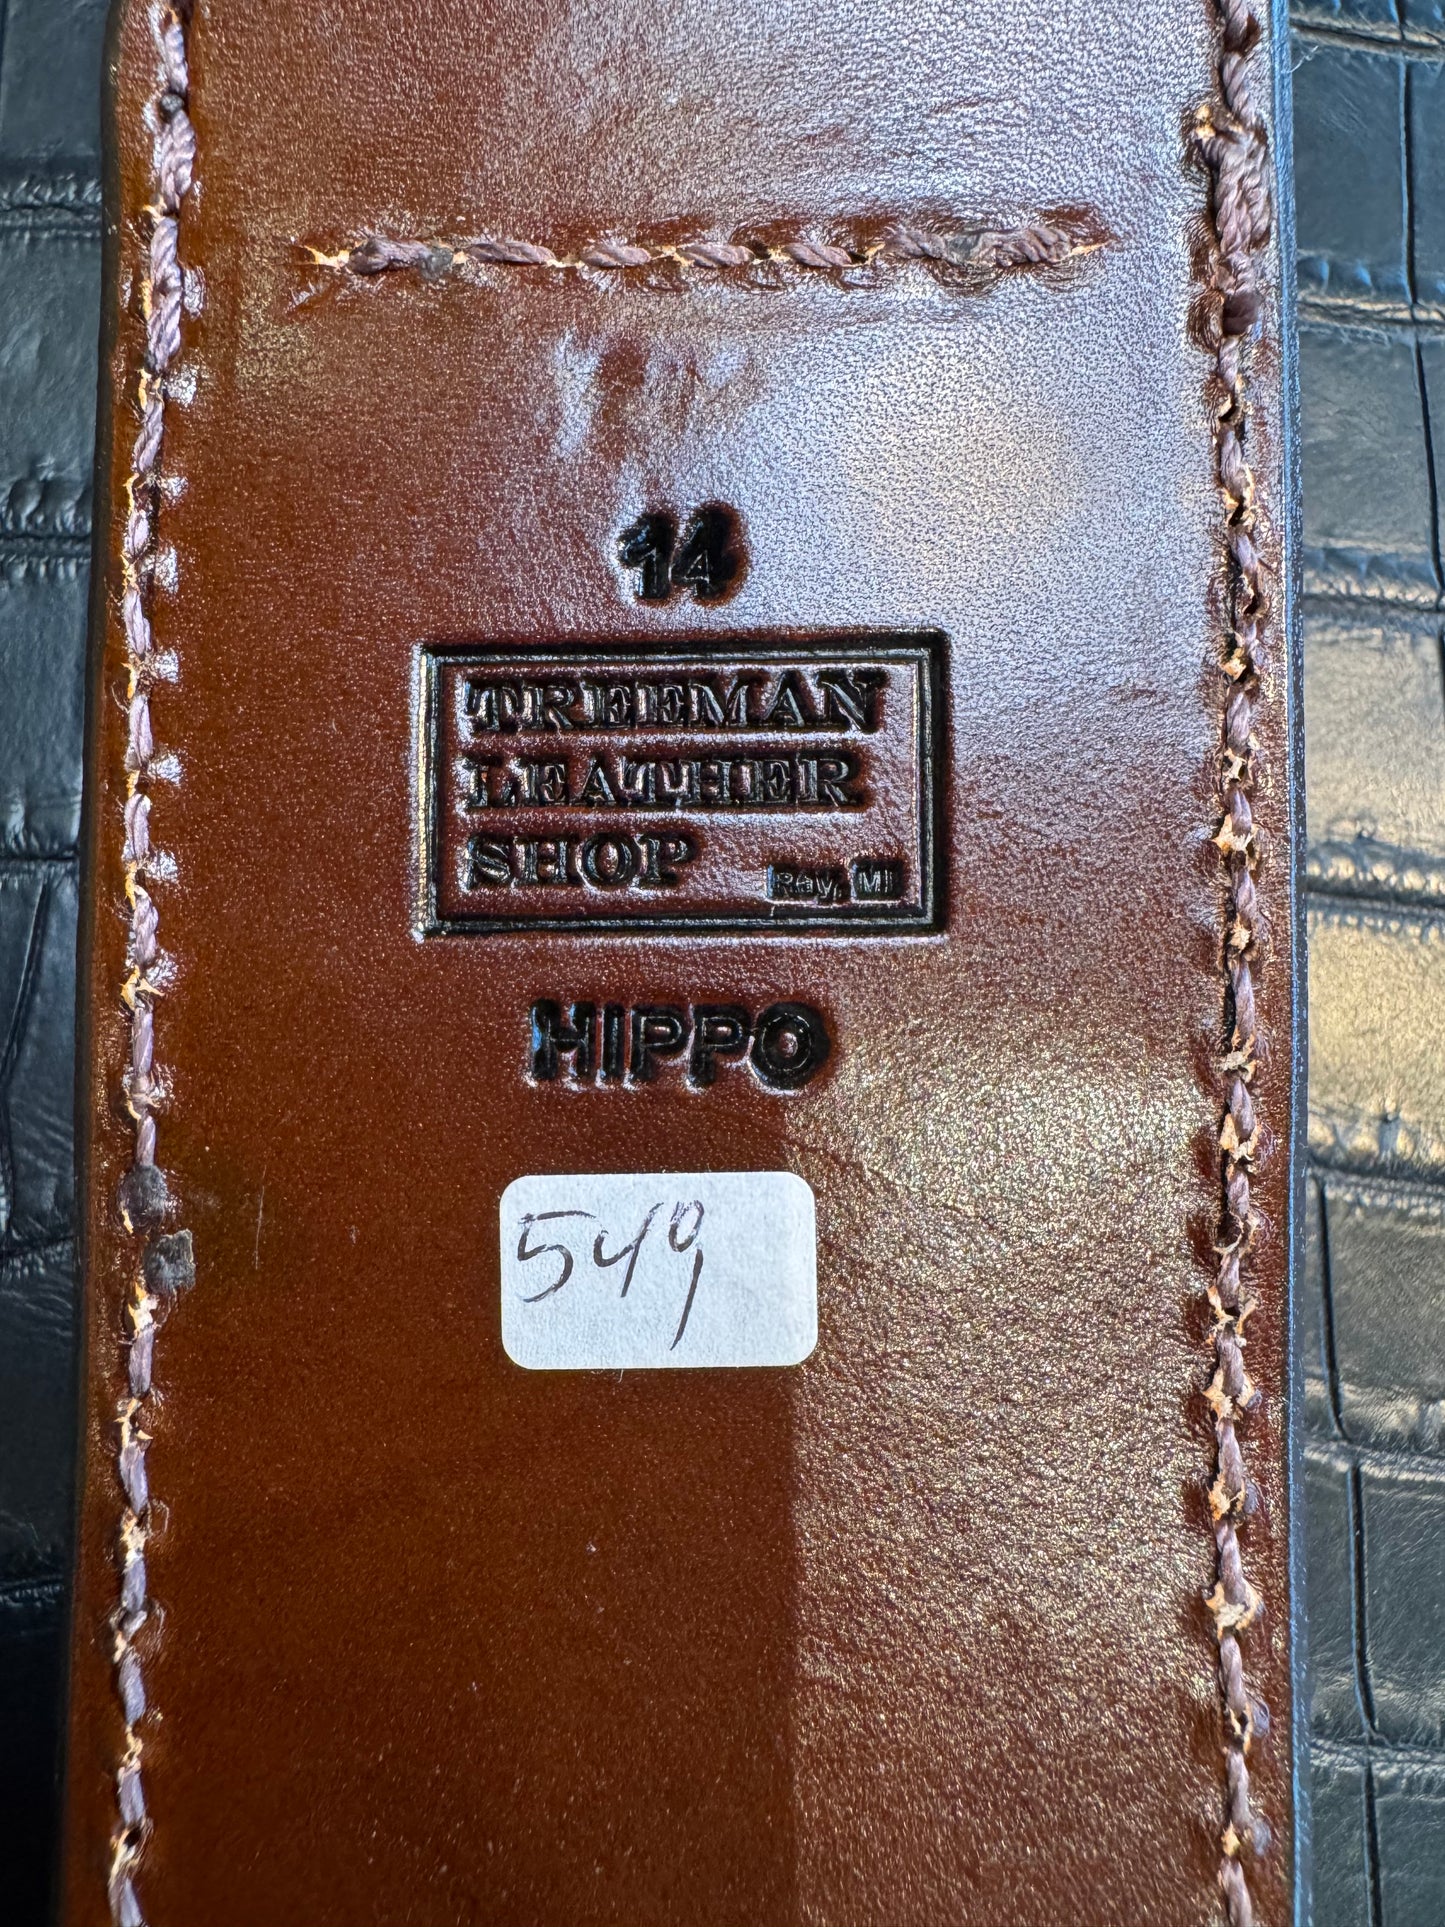 14
TREEMAN
LEATHER
SHOP Ray, MI
HIPPO
549